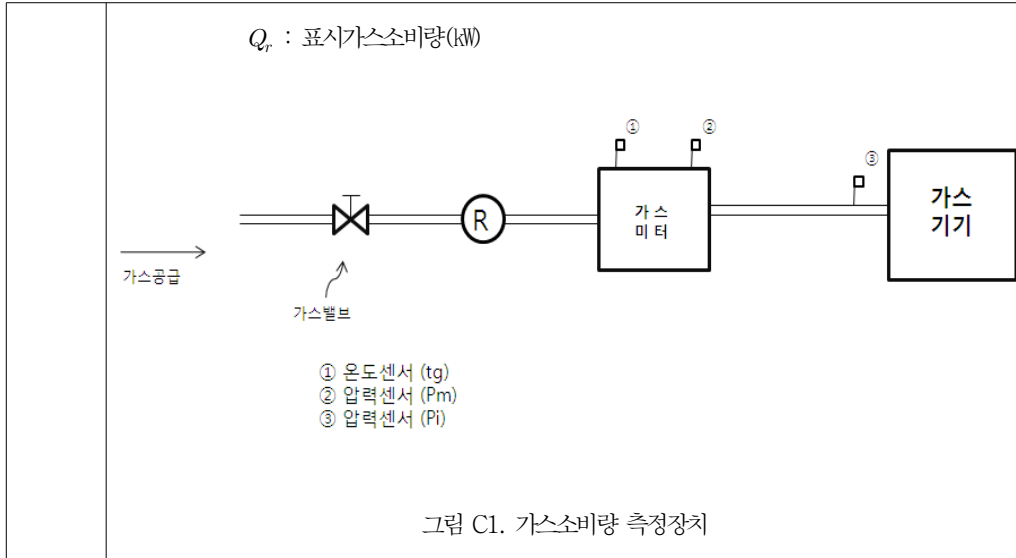 Qr : 표시가스소비량(㎾)
① ②
③
R
가 스
미 터
가스
기기
가스공급
가스밸브
① 온도센서 (tg)
② 압력센서 (Pm)
③ 압력센서 (Pi)
그림 C1. 가스소비량 측정장치